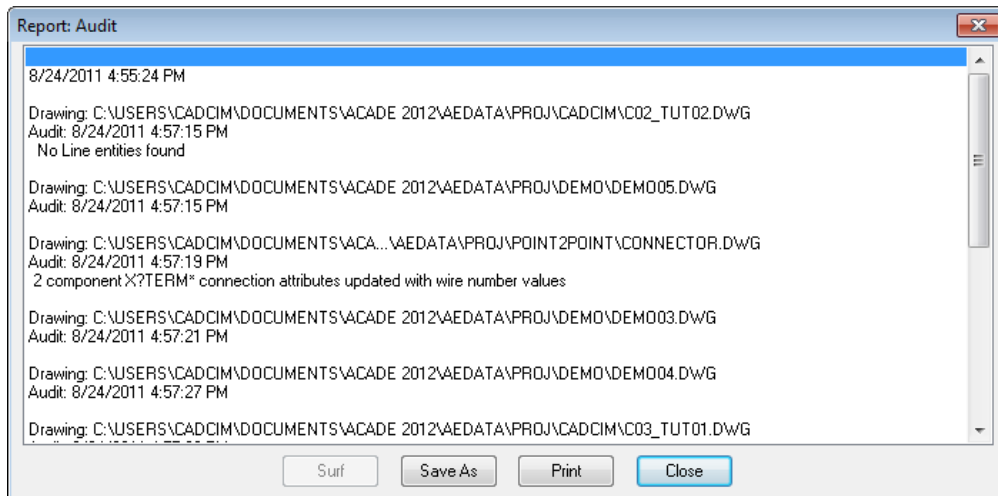 Report: Audit
8/24/2011 4:55:24 PM
Drawing: C:\USERS\CADCIM\DOCUMENTS\ACADE 2012\AEDATA\PROJ\CADCIM\C02_TUT02.DWG
Audit: 8/24/2011 4:57:15 PM
No Line entities found
Drawing: C:\USERS\CADCIM\DOCUMENTS\ACADE 2012\AEDATA\PROJ\DEMO\DEMO05.DWG
Audit: 8/24/2011 4:57:15 PM
Drawing: C:\USERS\CADCIM\DOCUMENTS\ACA...\AEDATA\PROJ\POINT2POINT\CONNECTOR.DWG
Audit: 8/24/2011 4:57:19 PM
2 component X?TERM* connection attributes updated with wire number values
Drawing: C:\USERS\CADCIM\DOCUMENTS\ACADE 2012\AEDATA\PROJ\DEMO\DEMO03.DWG
Audit: 8/24/2011 4:57:21 PM
Drawing: C:\USERS\CADCIM\DOCUMENTS\ACADE 2012\AEDATA\PROJ\DEMO\DEMO04.DWG
Audit: 8/24/2011 4:57:27 PM
Drawing: C:\USERS\CADCIM\DOCUMENTS\ACADE 2012\AEDATA\PROJ\CADCIM\C03_TUT01.DWG
Surf Save As Print Close